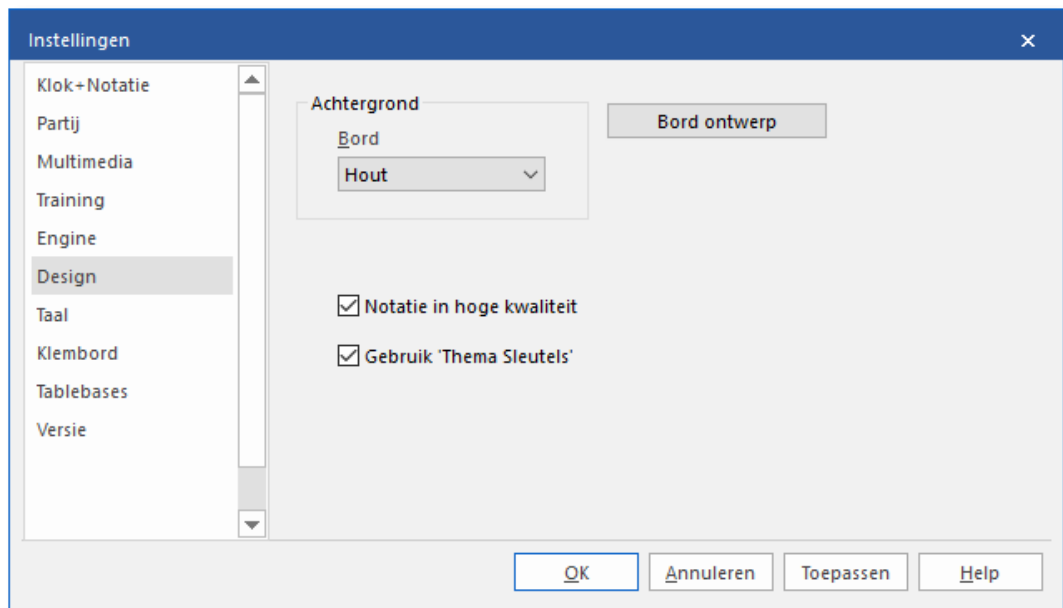 Instellingen
Klok+Notatie
Partij
Multimedia
Training
Engine
Design
Taal
Klembord
Tablebases
Versie
Achtergrond
Bord
Hout
Bord ontwerp
Notatie in hoge kwaliteit
Gebruik 'Thema Sleutels'
OK
Annuleren
Toepassen
Help